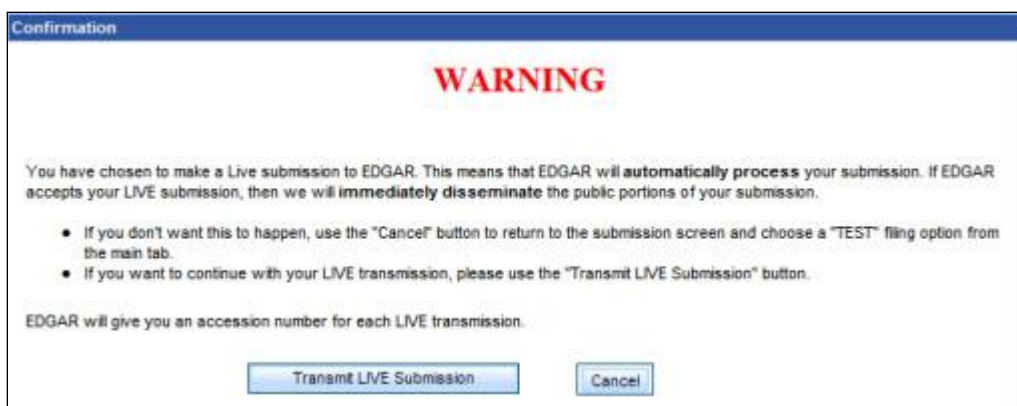 Confirmation
WARNING
You have chosen to make a Live submission to EDGAR. This means that EDGAR will automatically process your submission. If EDGAR
accepts your LIVE submission, then we will immediately disseminate the public portions of your submission.
● If you don't want this to happen, use the "Cancel" button to return to the submission screen and choose a "TEST" filing option from
the main tab.
● If you want to continue with your LIVE transmission, please use the "Transmit LIVE Submission" button.
EDGAR will give you an accession number for each LIVE transmission.
Transmit LIVE Submission Cancel